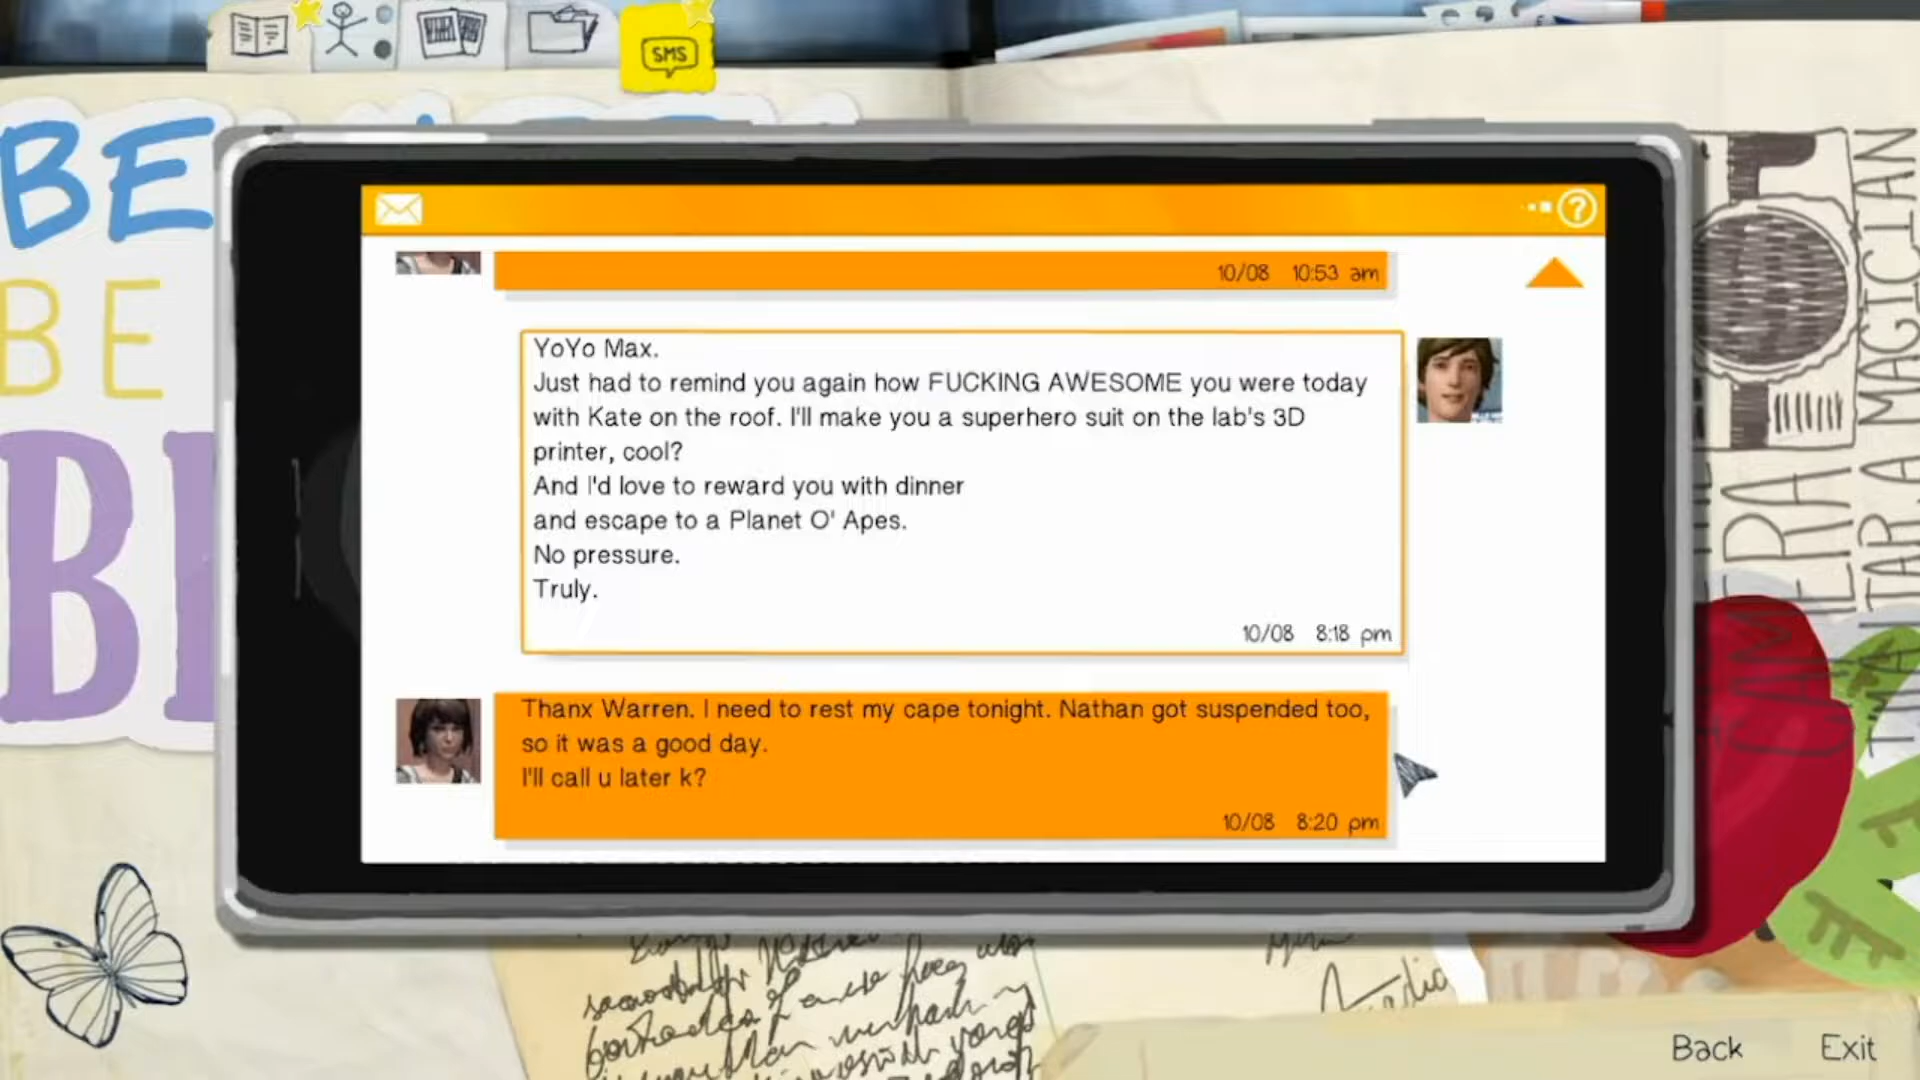 SMS
BE
BE
10/08 10:53 am
YoYo Max.
Just had to remind you again how FUCKING AWESOME you were today
with Kate on the roof. I'll make you a superhero suit on the lab's 3D
printer, cool?
And I'd love to reward you with dinner
and escape to a Planet O' Apes.
No pressure.
Truly.
10/08 8:18 pm
Thanx Warren. I need to rest my cape tonight. Nathan got suspended too,
so it was a good day.
I'll call u later k?
10/08 8:20 pm
MAGICIAN
Back Exit